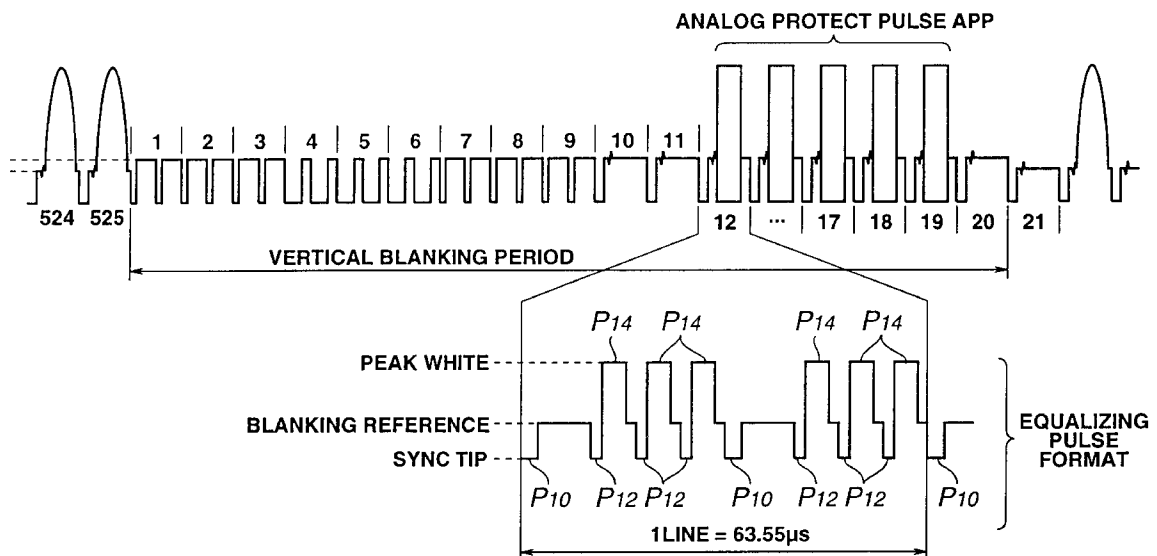 ANALOG PROTECT PULSE APP
1 2 3 4 5 6 7 8 9 10 11
524 525 12 ... 17 18 19 20 21
VERTICAL BLANKING PERIOD
P14 P14 P14 P14
PEAK WHITE
BLANKING REFERENCE
SYNC TIP
EQUALIZING
PULSE
FORMAT
P10 P12 P12 P10 P12 P12 P10
1LINE = 63.55µs